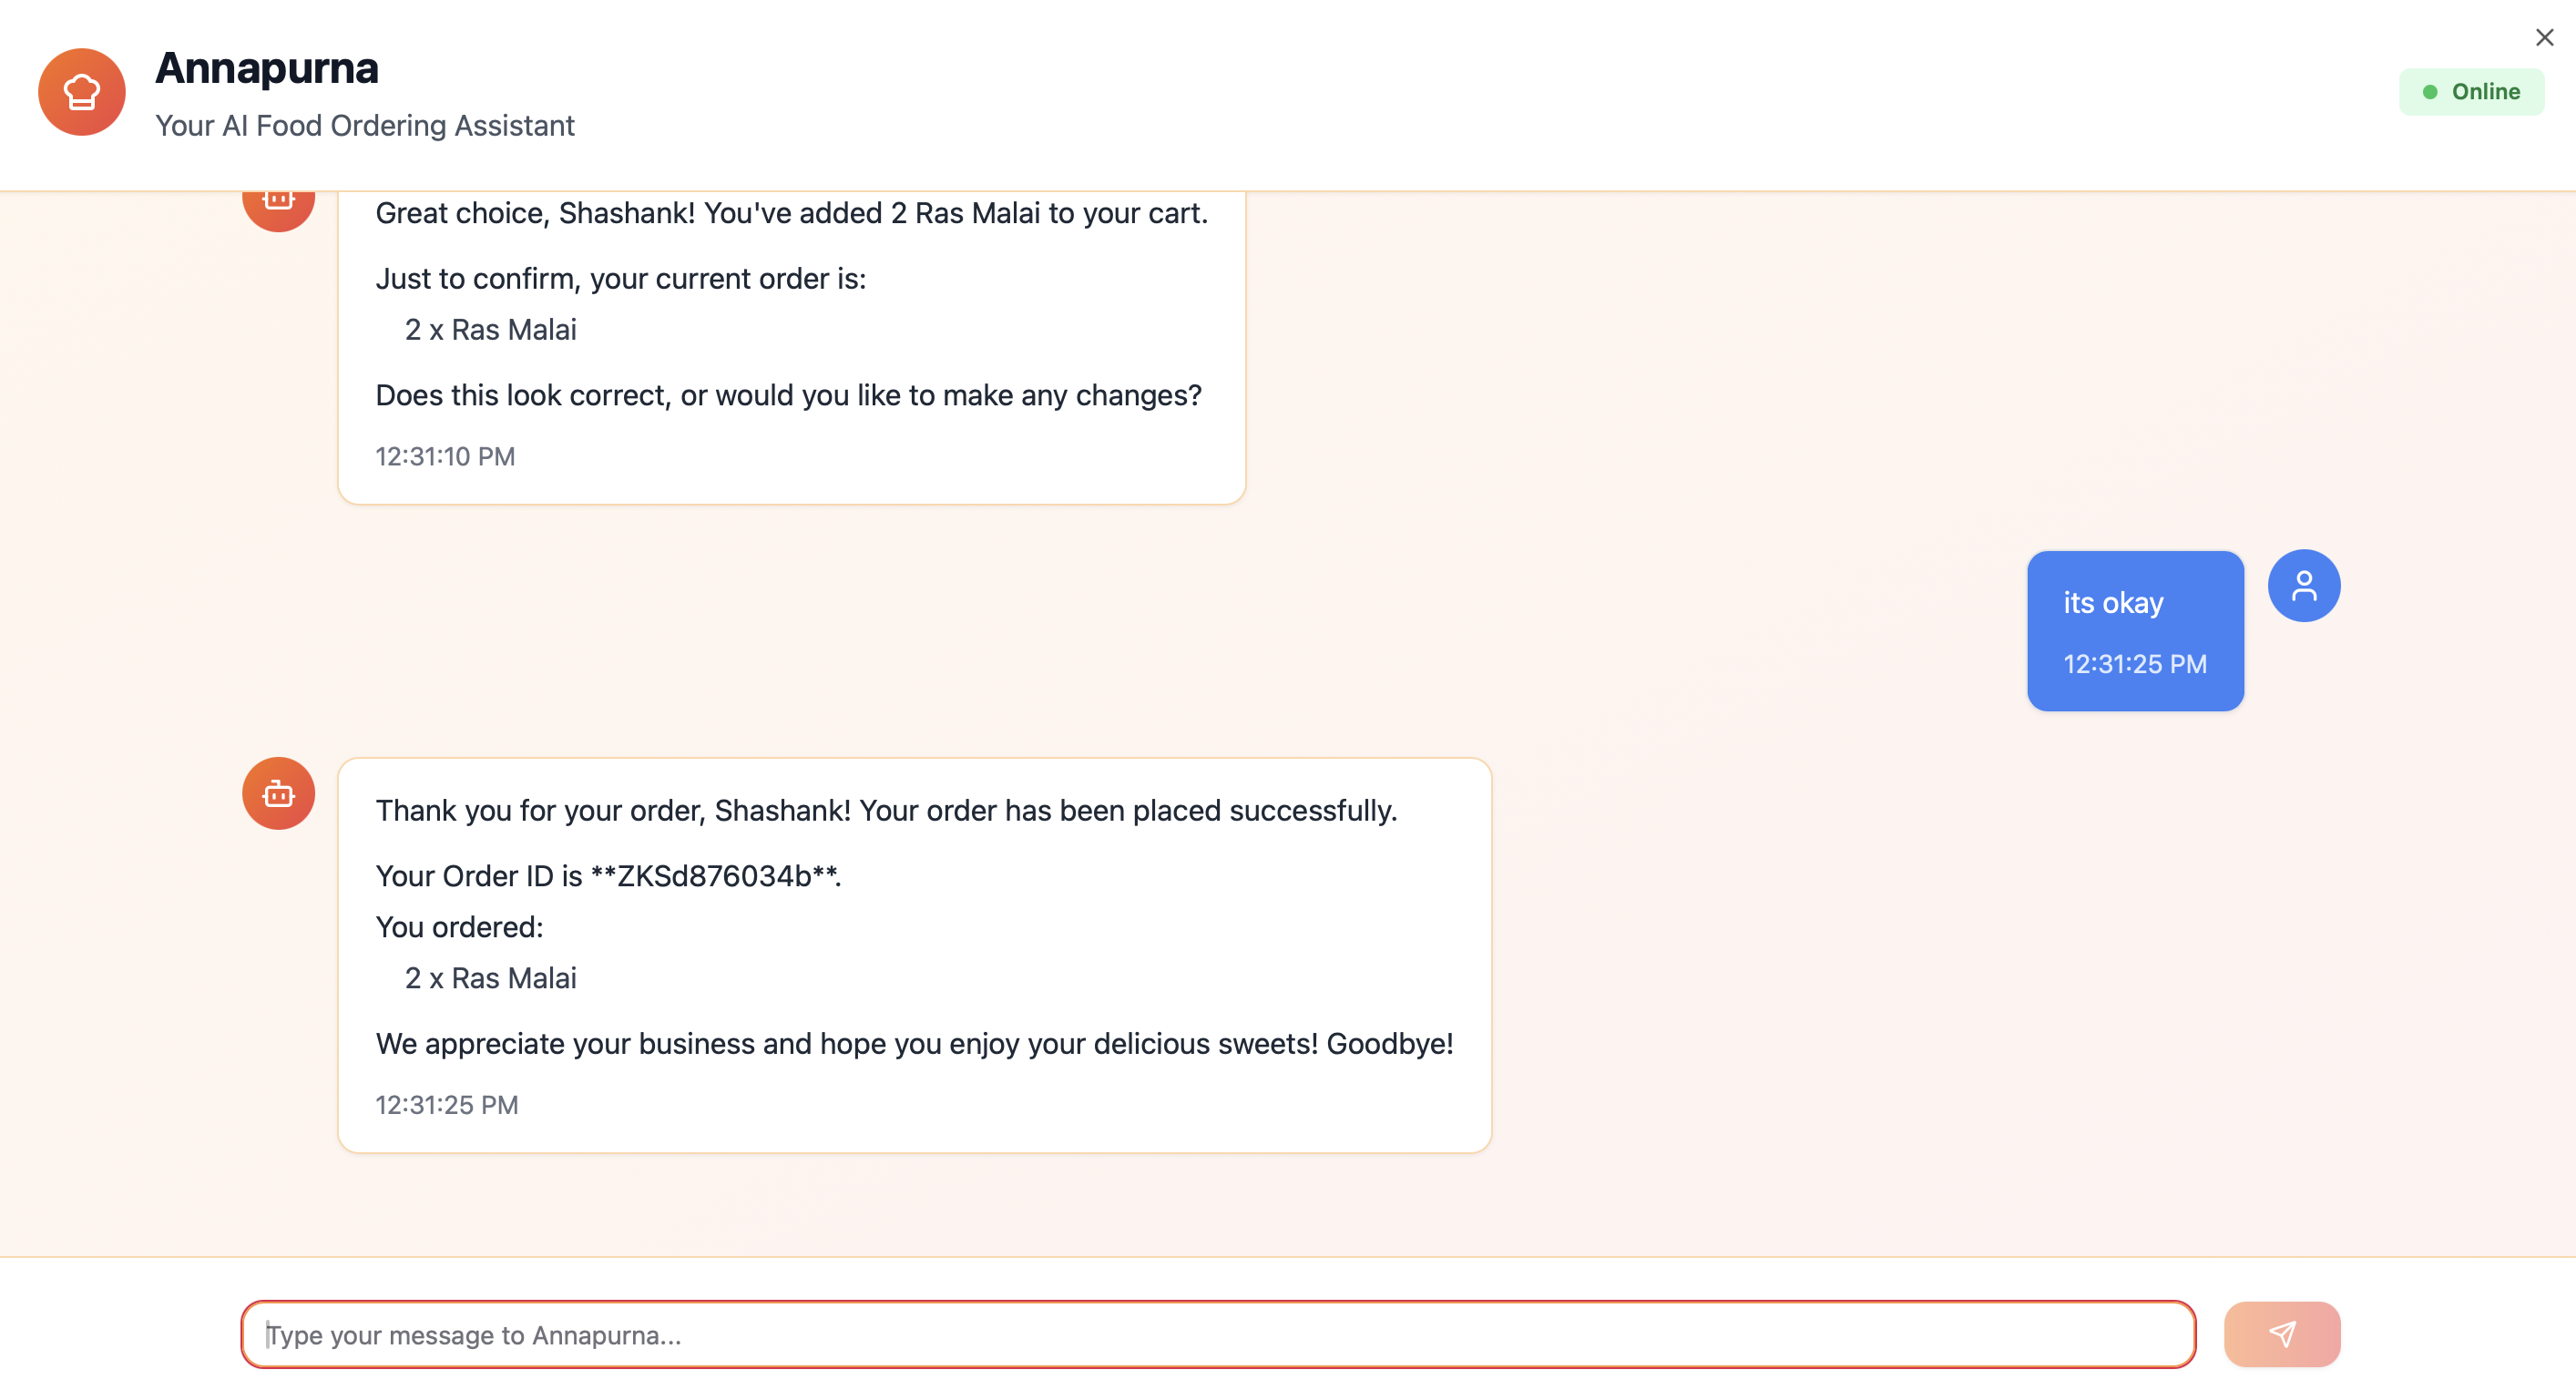 Annapurna
Your AI Food Ordering Assistant
Online
Great choice, Shashank! You've added 2 Ras Malai to your cart.
Just to confirm, your current order is:
2 x Ras Malai
Does this look correct, or would you like to make any changes?
12:31:10 PM
its okay
12:31:25 PM
Thank you for your order, Shashank! Your order has been placed successfully.
Your Order ID is **ZKSd876034b**.
You ordered:
2 x Ras Malai
We appreciate your business and hope you enjoy your delicious sweets! Goodbye!
12:31:25 PM
Type your message to Annapurna...